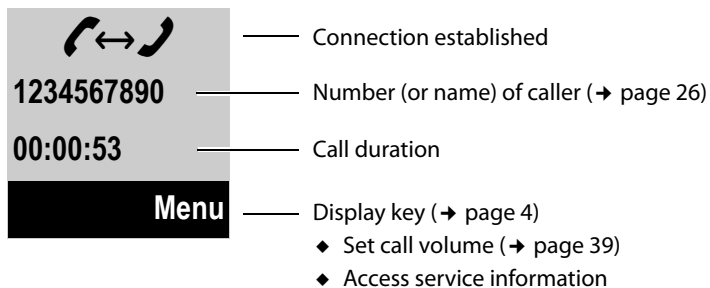 Connection established
1234567890
Number (or name) of caller (➔ page 26)
00:00:53
Call duration
Menu
Display key (➔ page 4)
◆ Set call volume (➔ page 39)
◆ Access service information